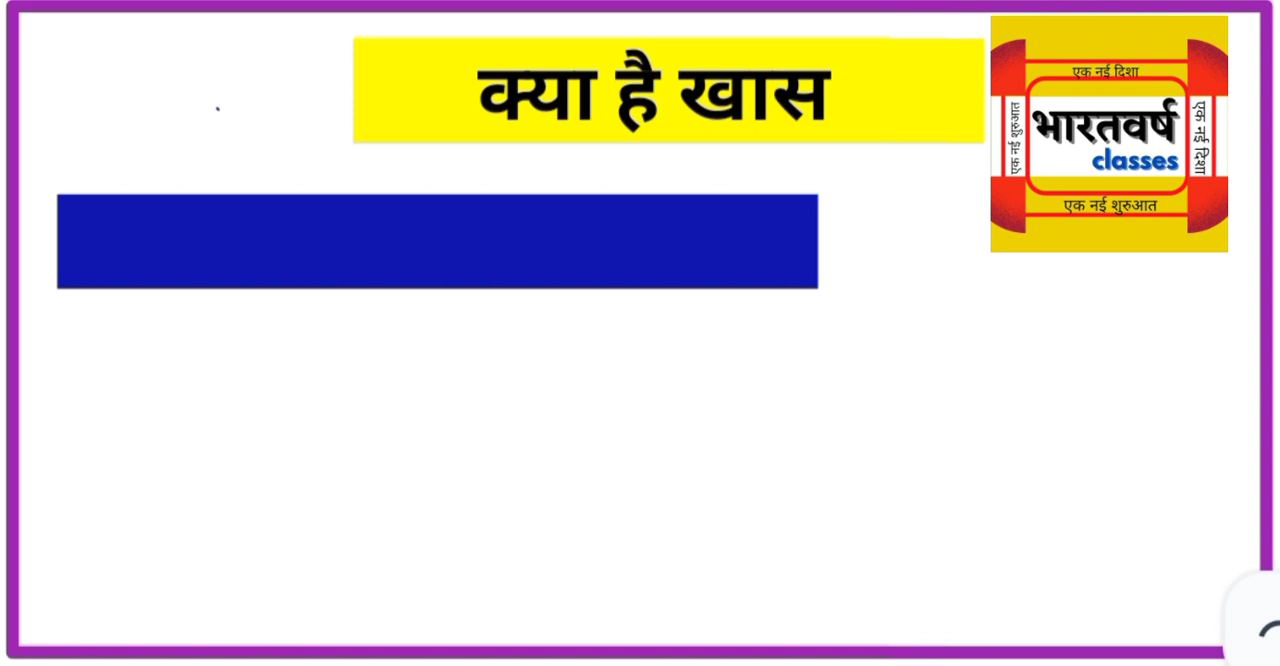 क्या है खास
एक नई दिशा
एक नई शुरुआत
भारतवर्ष
classes
एक नई दिशा
एक नई शुरुआत